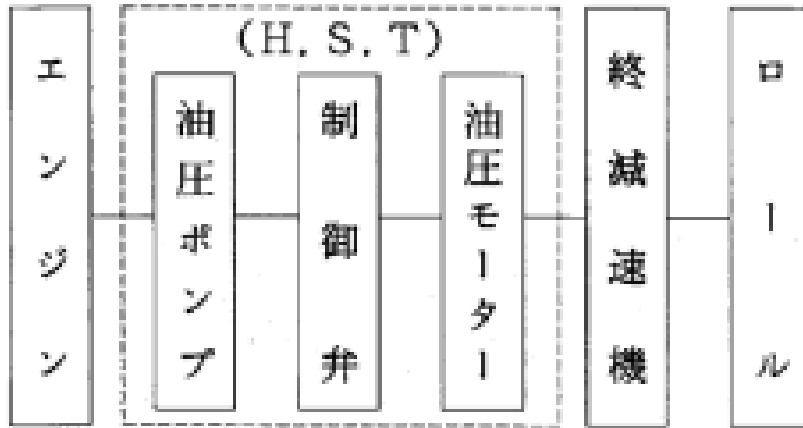 エンジン
(H.S.T)
油圧ポンプ
制御弁
油圧モーター
終減速機
ロール